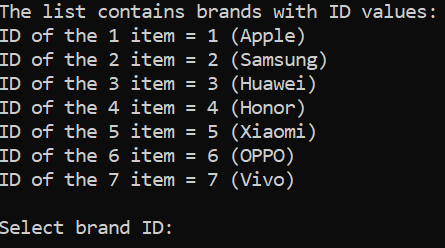 The list contains brands with ID values:
ID of the 1 item = 1 (Apple)
ID of the 2 item = 2 (Samsung)
ID of the 3 item = 3 (Huawei)
ID of the 4 item = 4 (Honor)
ID of the 5 item = 5 (Xiaomi)
ID of the 6 item = 6 (OPPO)
ID of the 7 item = 7 (Vivo)
Select brand ID: